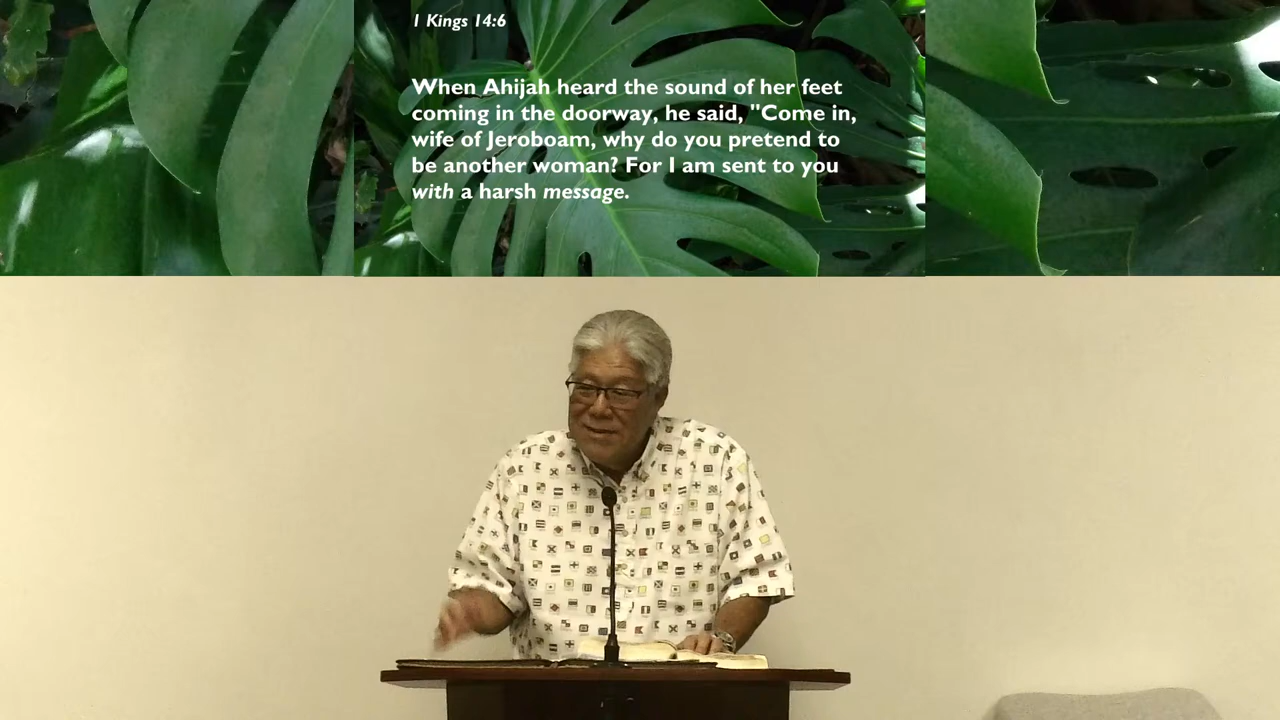 1 Kings 14:6
When Ahijah heard the sound of her feet
coming in the doorway, he said, "Come in,
wife of Jeroboam, why do you pretend to
be another woman? For I am sent to you
with a harsh message.